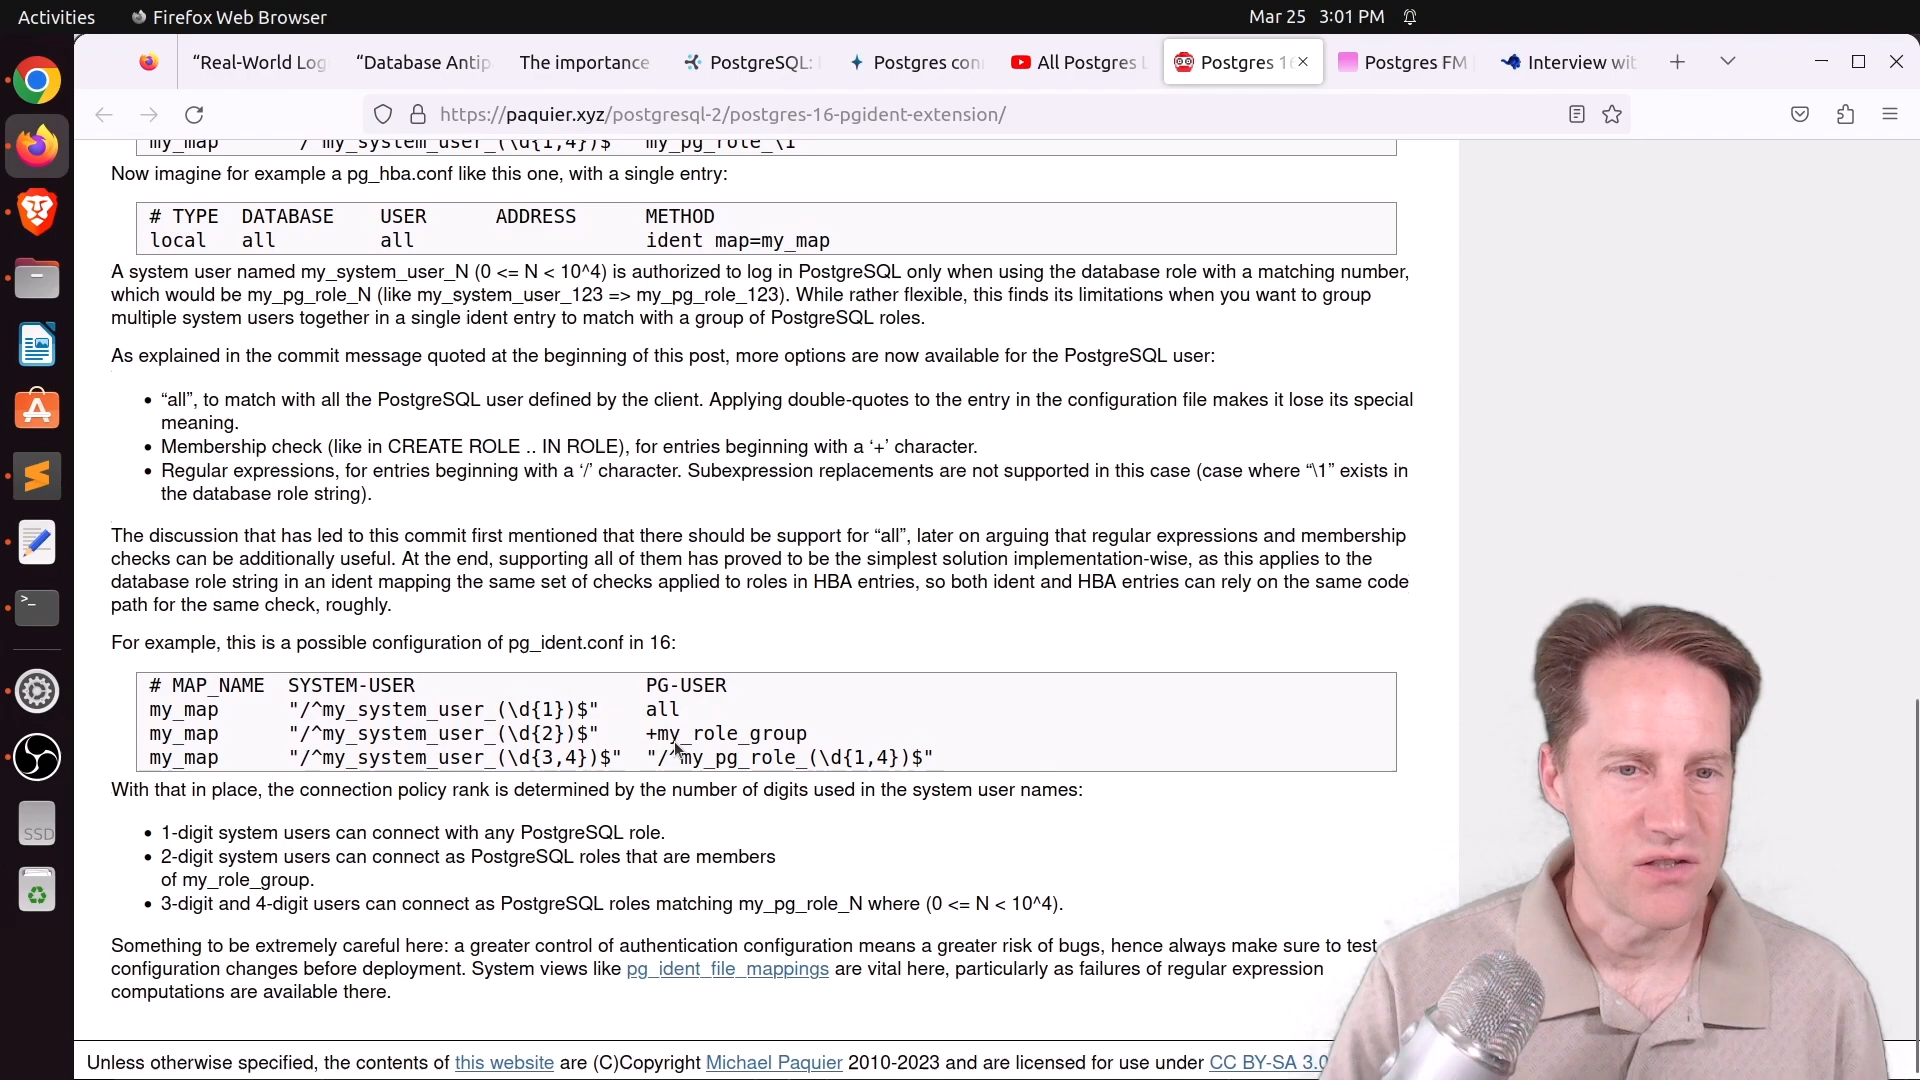 Activities
Firefox Web Browser
Mar 25 3:01 PM
“Real-World Log
“Database Antip
The importance
PostgreSQL:
Postgres con
All Postgres
Postgres 16
Postgres FM
Interview wit
https://paquier.xyz/postgresql-2/postgres-16-pgident-extension/
my_map "/^my_system_user_(\d{1,4})$" my_pg_role_\1
Now imagine for example a pg_hba.conf like this one, with a single entry:
# TYPE DATABASE USER ADDRESS METHOD
local all all ident map=my_map
A system user named my_system_user_N (0 <= N < 10^4) is authorized to log in PostgreSQL only when using the database role with a matching number,
which would be my_pg_role_N (like my_system_user_123 => my_pg_role_123). While rather flexible, this finds its limitations when you want to group
multiple system users together in a single ident entry to match with a group of PostgreSQL roles.
As explained in the commit message quoted at the beginning of this post, more options are now available for the PostgreSQL user:
• “all”, to match with all the PostgreSQL user defined by the client. Applying double-quotes to the entry in the configuration file makes it lose its special
meaning.
• Membership check (like in CREATE ROLE .. IN ROLE), for entries beginning with a ‘+’ character.
• Regular expressions, for entries beginning with a ‘/’ character. Subexpression replacements are not supported in this case (case where “\1” exists in
the database role string).
The discussion that has led to this commit first mentioned that there should be support for “all”, later on arguing that regular expressions and membership
checks can be additionally useful. At the end, supporting all of them has proved to be the simplest solution implementation-wise, as this applies to the
database role string in an ident mapping the same set of checks applied to roles in HBA entries, so both ident and HBA entries can rely on the same code
path for the same check, roughly.
For example, this is a possible configuration of pg_ident.conf in 16:
# MAP_NAME SYSTEM-USER PG-USER
my_map "/^my_system_user_(\d{1})$" all
my_map "/^my_system_user_(\d{2})$" +my_role_group
my_map "/^my_system_user_(\d{3,4})$" "/^my_pg_role_(\d{1,4})$"
With that in place, the connection policy rank is determined by the number of digits used in the system user names:
• 1-digit system users can connect with any PostgreSQL role.
• 2-digit system users can connect as PostgreSQL roles that are members
of my_role_group.
• 3-digit and 4-digit users can connect as PostgreSQL roles matching my_pg_role_N where (0 <= N < 10^4).
Something to be extremely careful here: a greater control of authentication configuration means a greater risk of bugs, hence always make sure to test
configuration changes before deployment. System views like pg_ident_file_mappings are vital here, particularly as failures of regular expression
computations are available there.
SSD
Unless otherwise specified, the contents of this website are (C)Copyright Michael Paquier 2010-2023 and are licensed for use under CC BY-SA 3.0